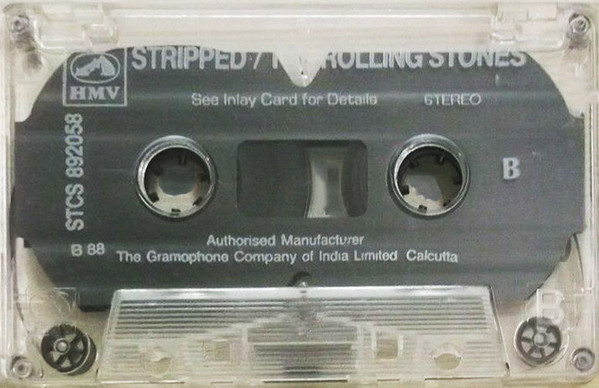 STRIPPED / T ROLLING STONES
HMV
See Inlay Card for Details STEREO
STCS 892058
B
B 88
Authorised Manufacturer
The Gramophone Company of India Limited Calcutta
B